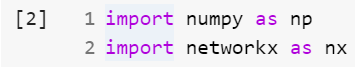 [2] 1 import numpy as np
2 import networkx as nx